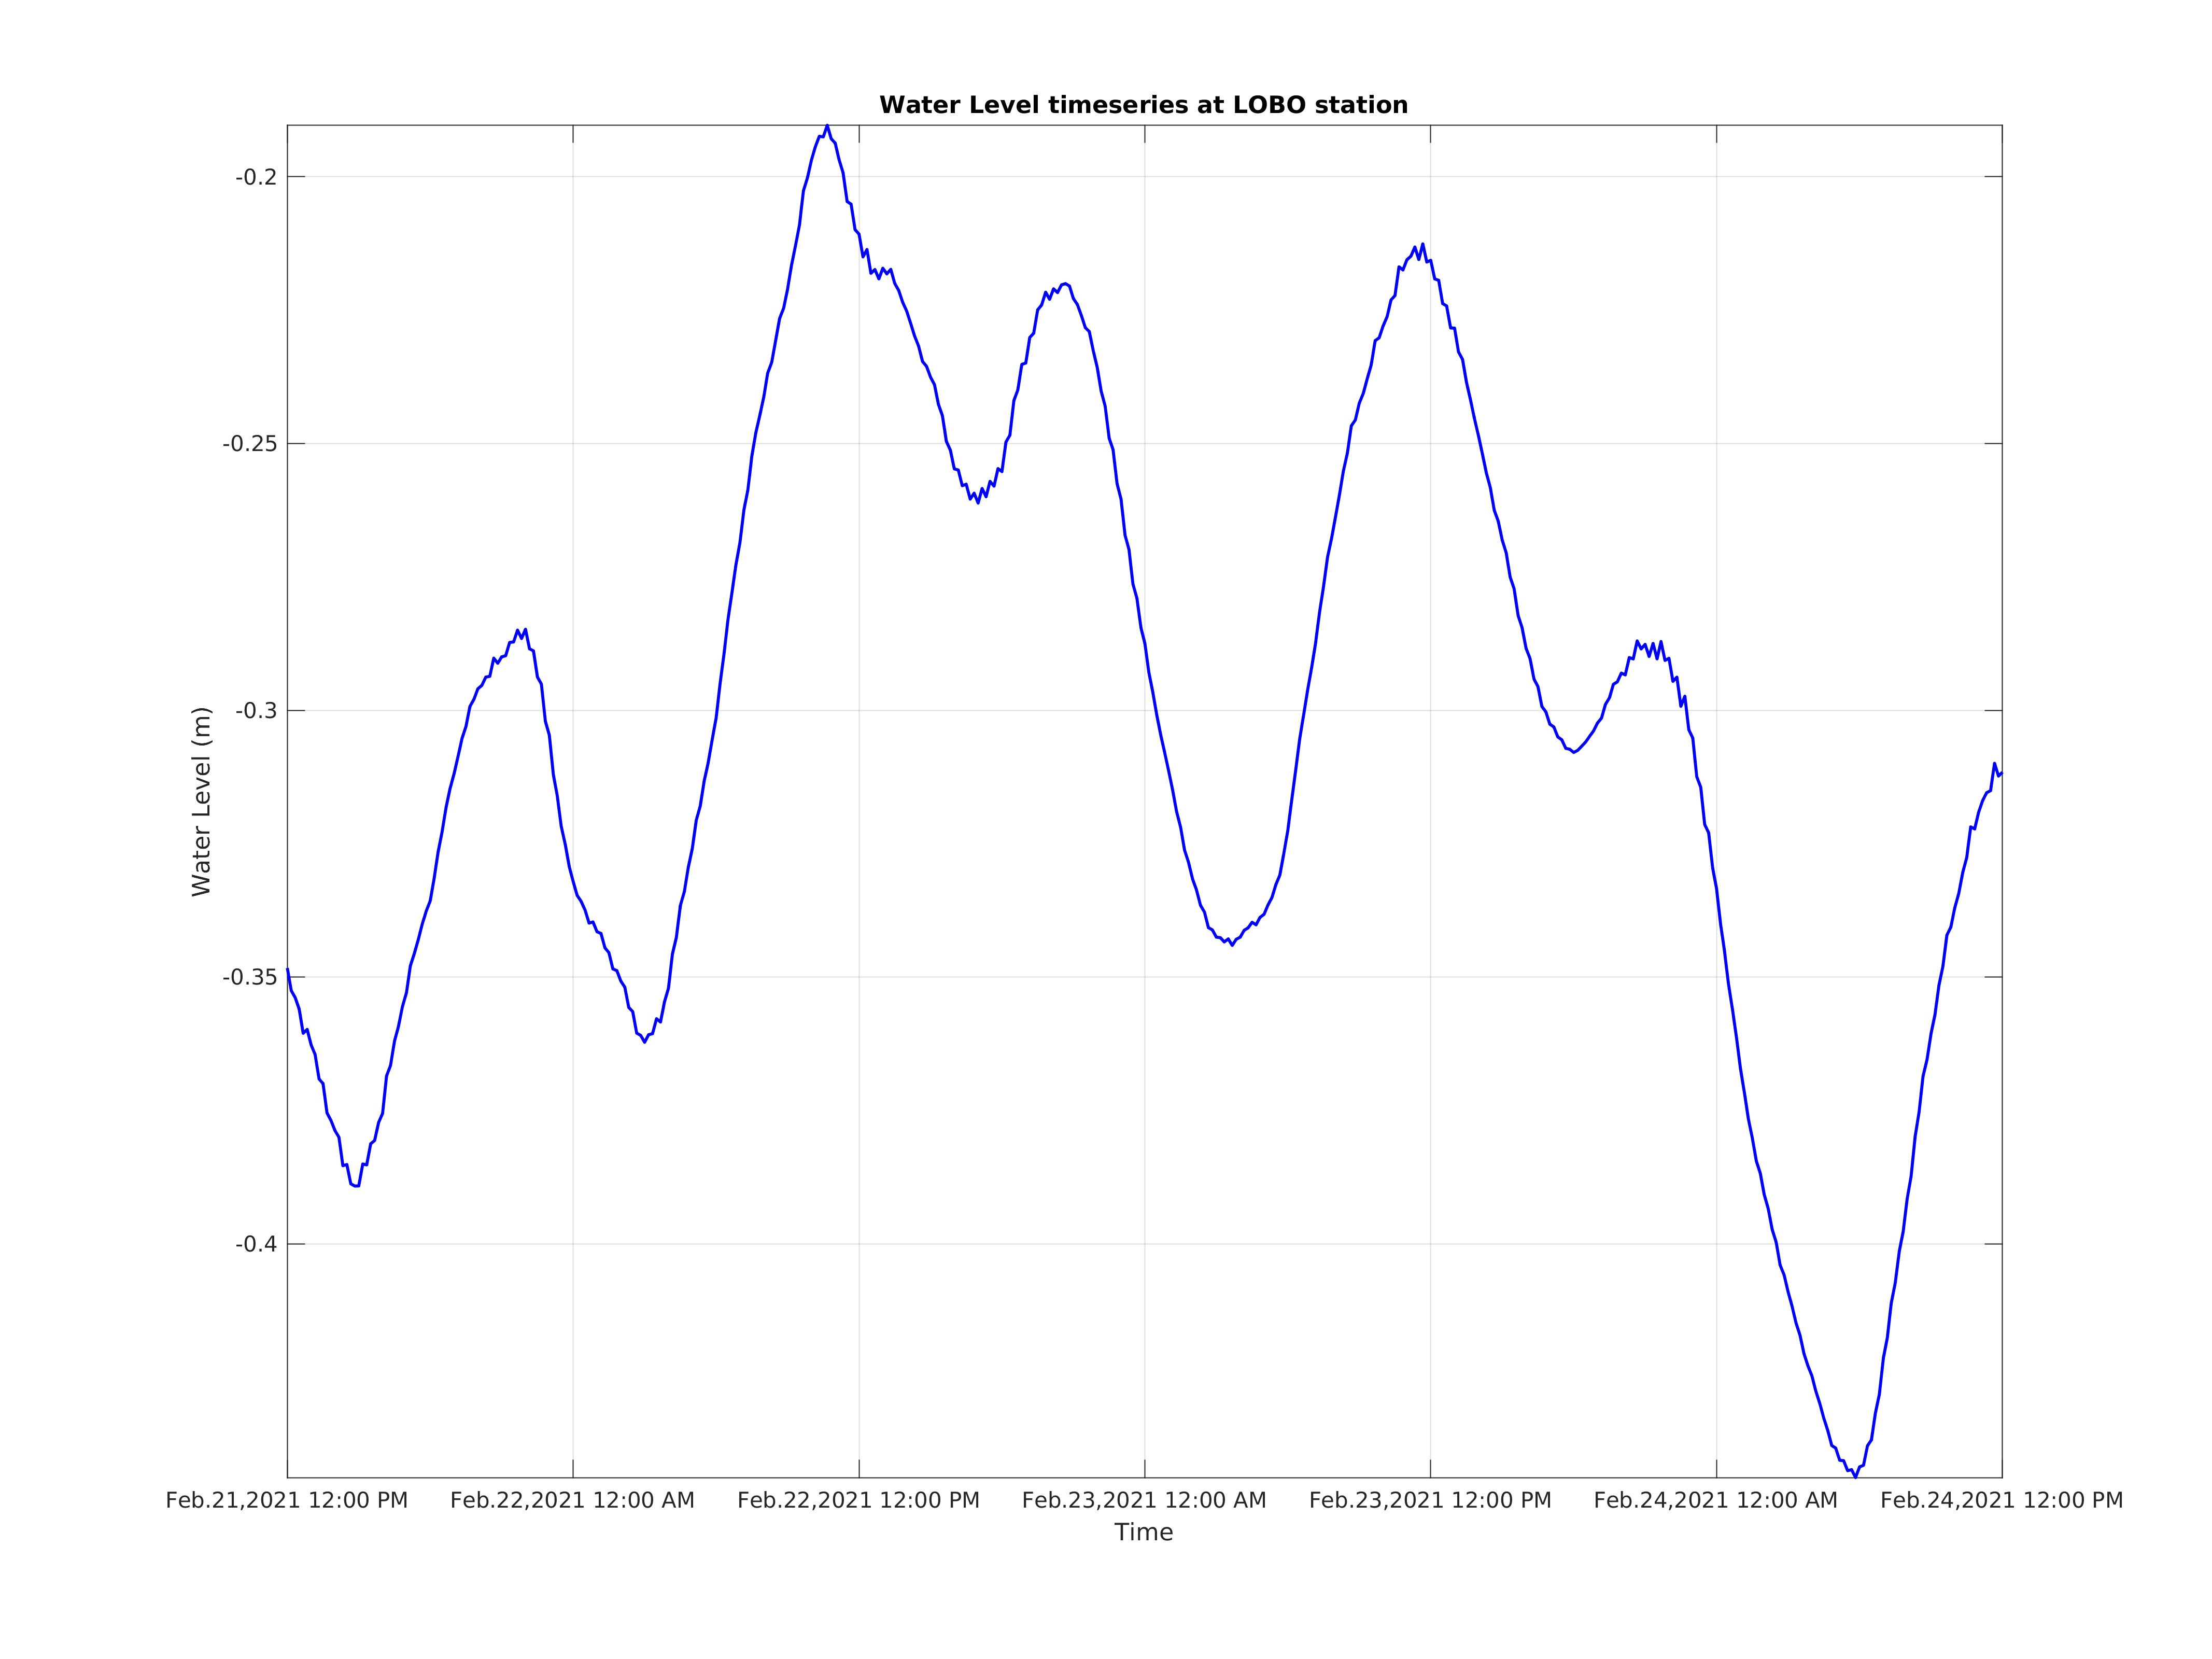 Water Level timeseries at LOBO station
-0.2
-0.25
-0.3
-0.35
-0.4
Water Level (m)
Feb.21,2021 12:00 PM
Feb.22,2021 12:00 AM
Feb.22,2021 12:00 PM
Feb.23,2021 12:00 AM
Feb.23,2021 12:00 PM
Feb.24,2021 12:00 AM
Feb.24,2021 12:00 PM
Time